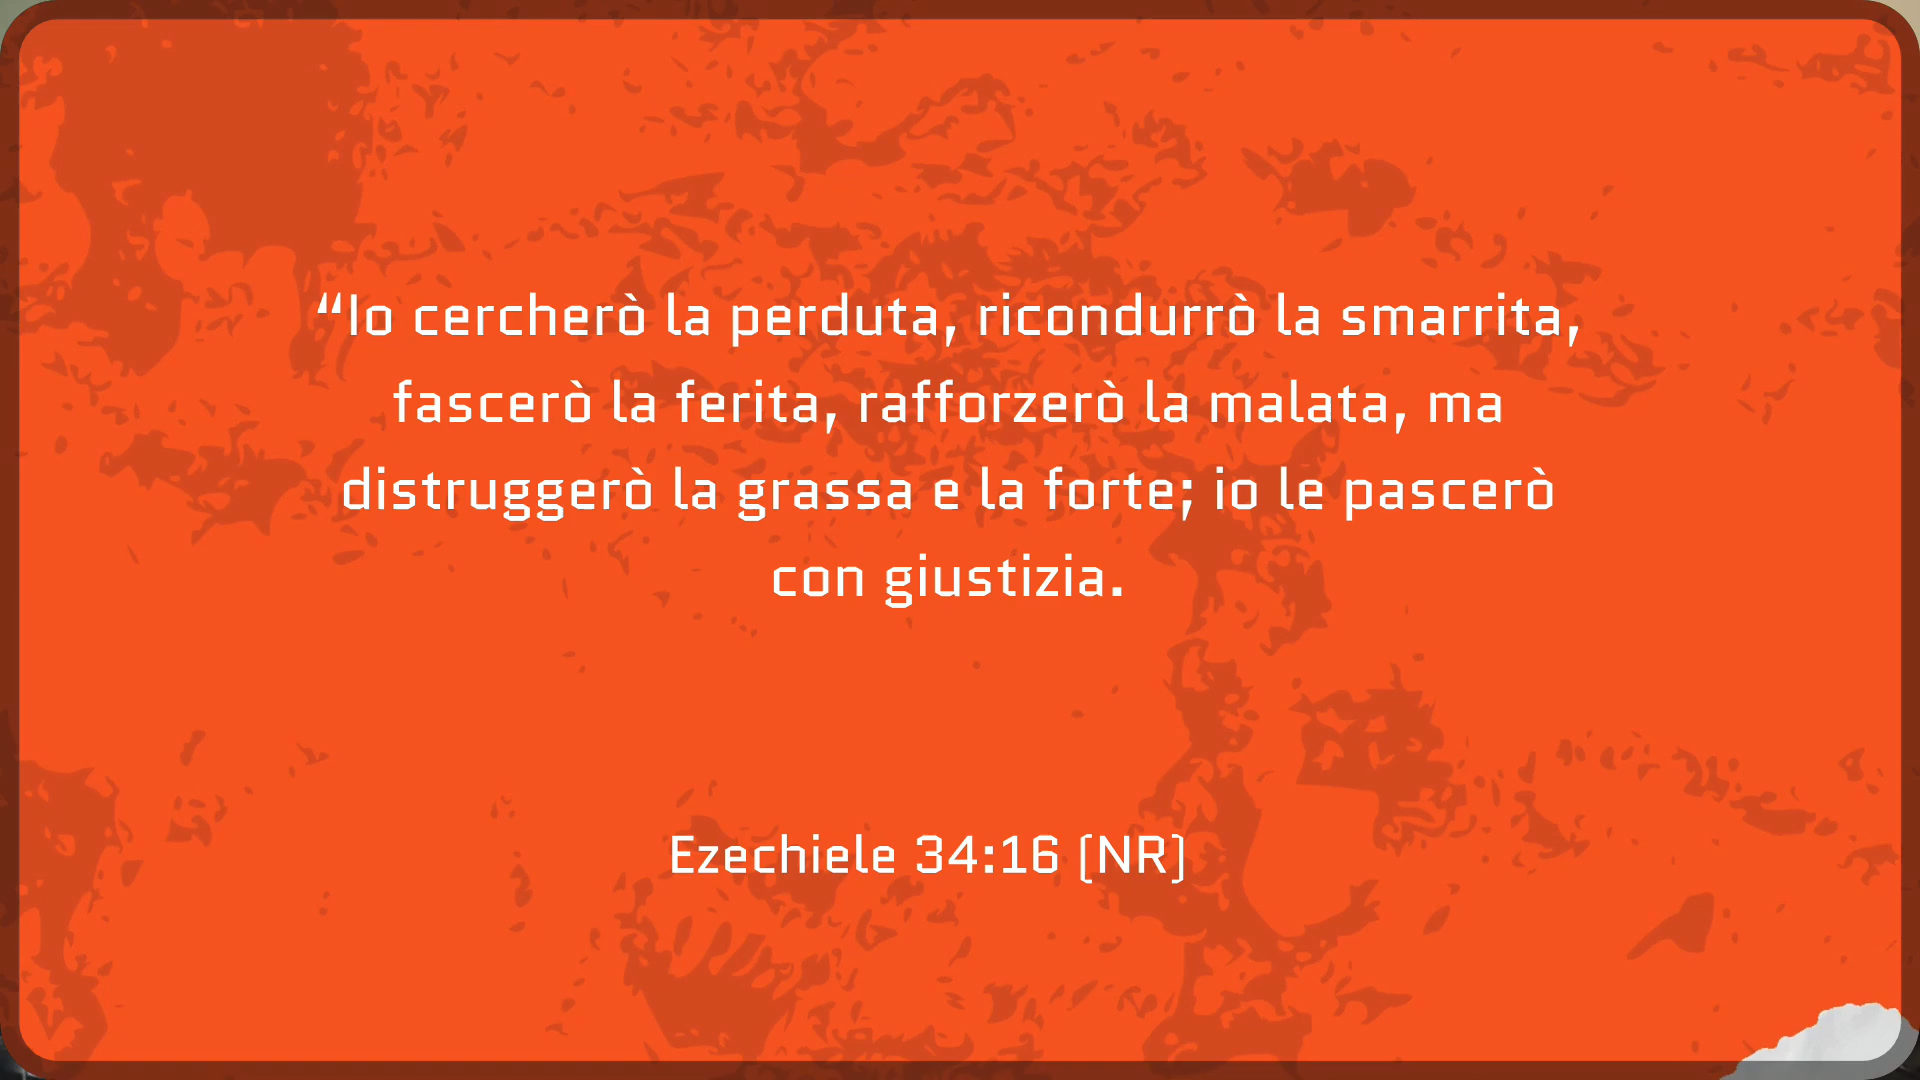 “Io cercherò la perduta, ricondurrò la smarrita,
fascerò la ferita, rafforzerò la malata, ma
distruggerò la grassa e la forte; io le pascerò
con giustizia.
Ezechiele 34:16 (NR)